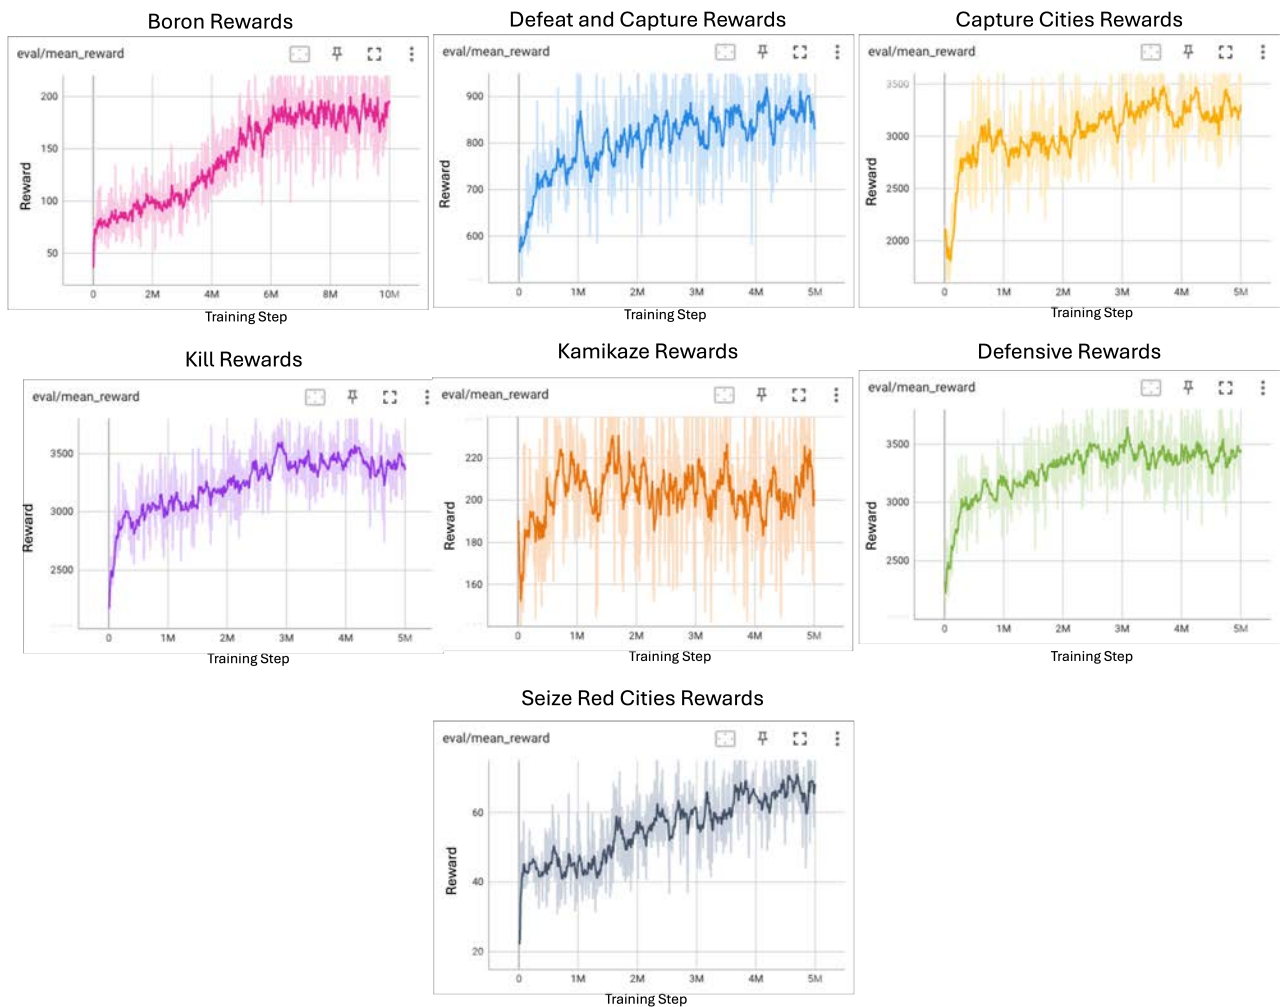 Boron Rewards
eval/mean_reward
200
150
100
50
Reward
0 2M 4M 6M 8M 10M
Training Step
Defeat and Capture Rewards
eval/mean_reward
900
800
700
600
Reward
0 1M 2M 3M 4M 5M
Training Step
Capture Cities Rewards
eval/mean_reward
3500
3000
2500
2000
Reward
0 1M 2M 3M 4M 5M
Training Step
Kill Rewards
eval/mean_reward
3500
3000
2500
Reward
0 1M 2M 3M 4M 5M
Training Step
Kamikaze Rewards
eval/mean_reward
220
200
180
160
Reward
0 1M 2M 3M 4M 5M
Training Step
Defensive Rewards
eval/mean_reward
3500
3000
2500
Reward
0 1M 2M 3M 4M 5M
Training Step
Seize Red Cities Rewards
eval/mean_reward
60
40
20
Reward
0 1M 2M 3M 4M 5M
Training Step